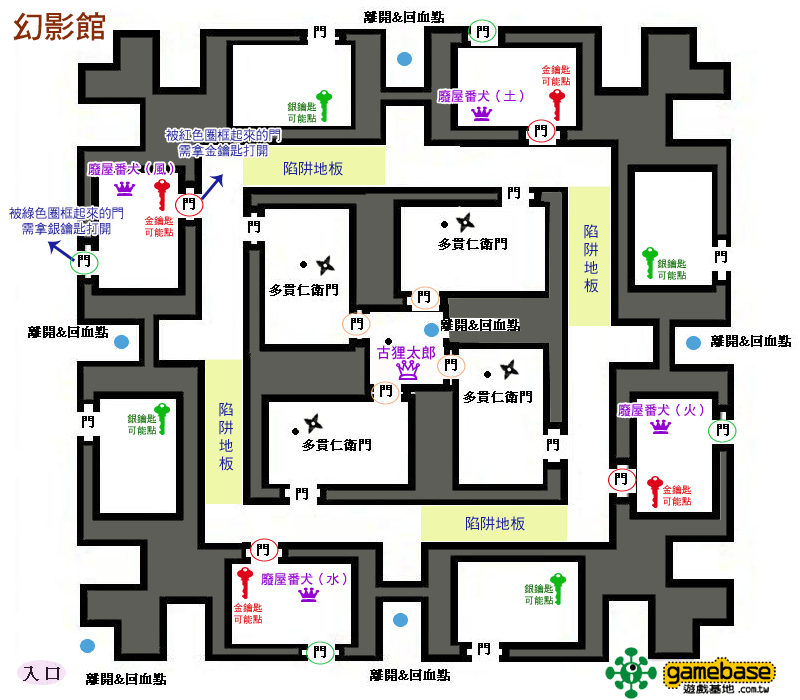 幻影館
離開&回血點
門
門
銀鑰匙
可能點
廢屋番犬（土）
金鑰匙
可能點
門
被紅色圈框起來的門
需拿金鑰匙打開
陷阱地板
廢屋番犬（風）
金鑰匙
可能點
門
被綠色圈框起來的門
需拿銀鑰匙打開
門
門
門
多貫仁衛門
多貫仁衛門
陷阱地板
銀鑰匙
可能點
門
門
門
離開&回血點
離開&回血點
離開&回血點
古狸太郎
門
門
多貫仁衛門
多貫仁衛門
陷阱地板
銀鑰匙
可能點
門
廢屋番犬（火）
門
金鑰匙
可能點
門
門
門
陷阱地板
門
廢屋番犬（水）
金鑰匙
可能點
門
銀鑰匙
可能點
門
入口
離開&回血點
離開&回血點
gamebase
遊戲基地.com.tw